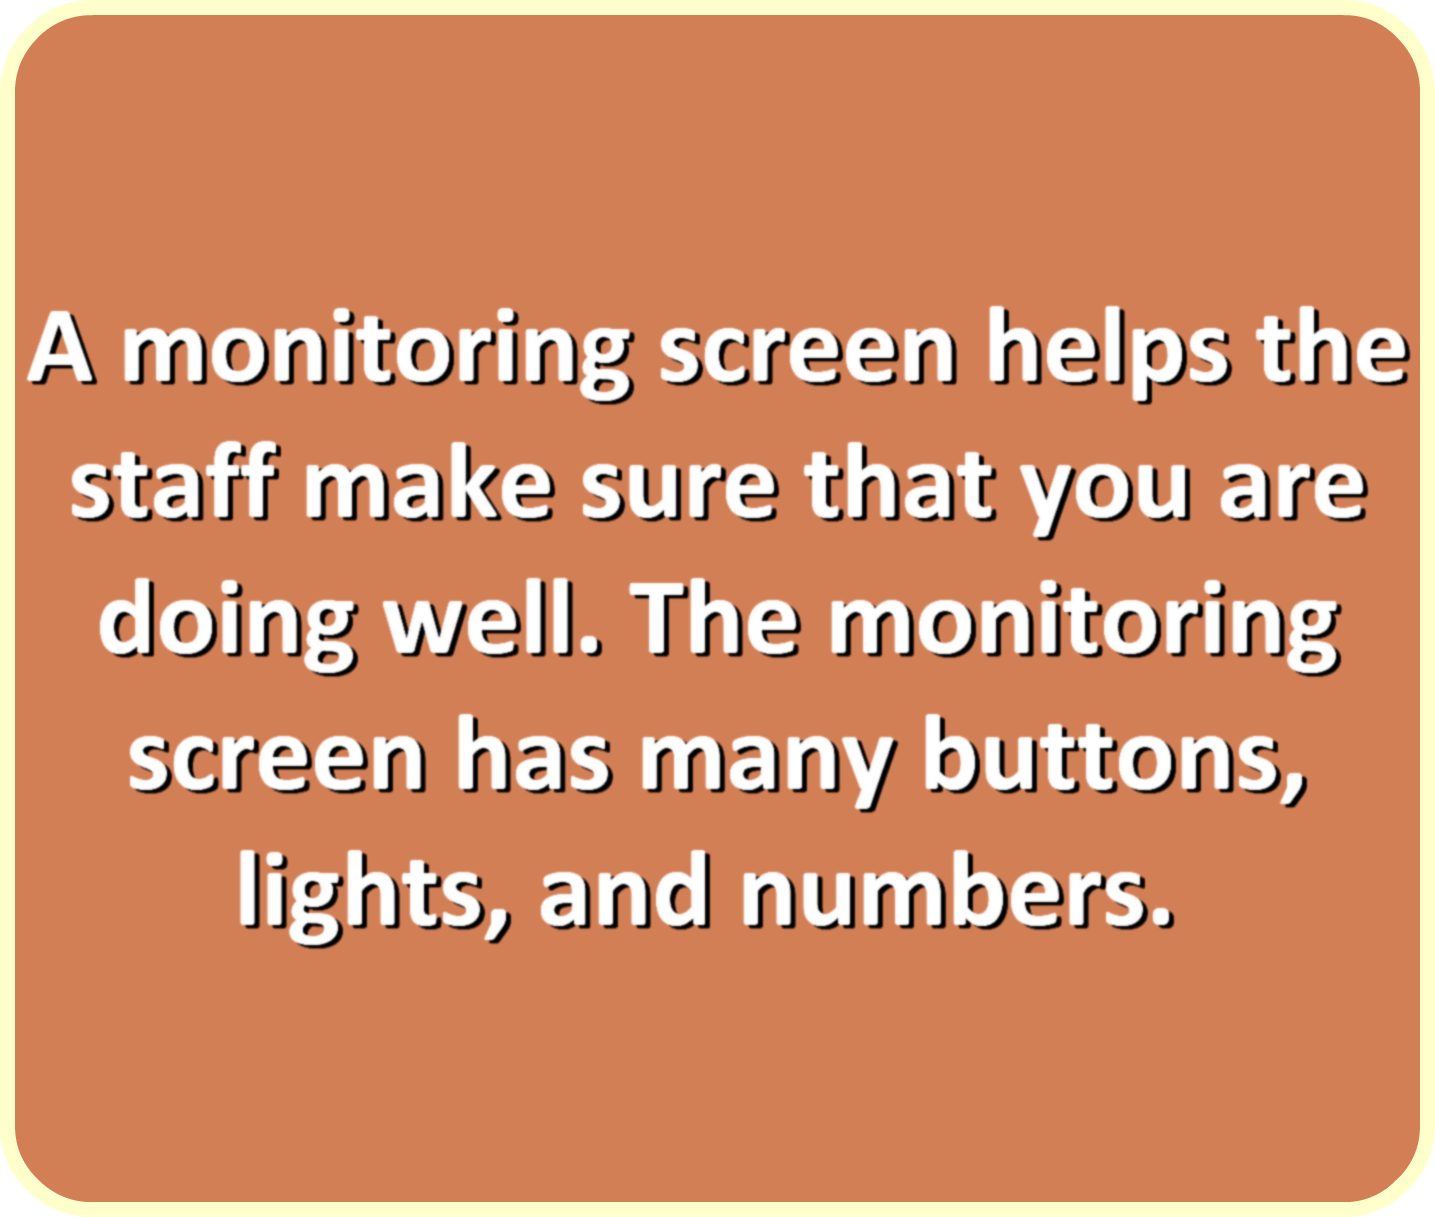 A monitoring screen helps the
staff make sure that you are
doing well. The monitoring
screen has many buttons,
lights, and numbers.